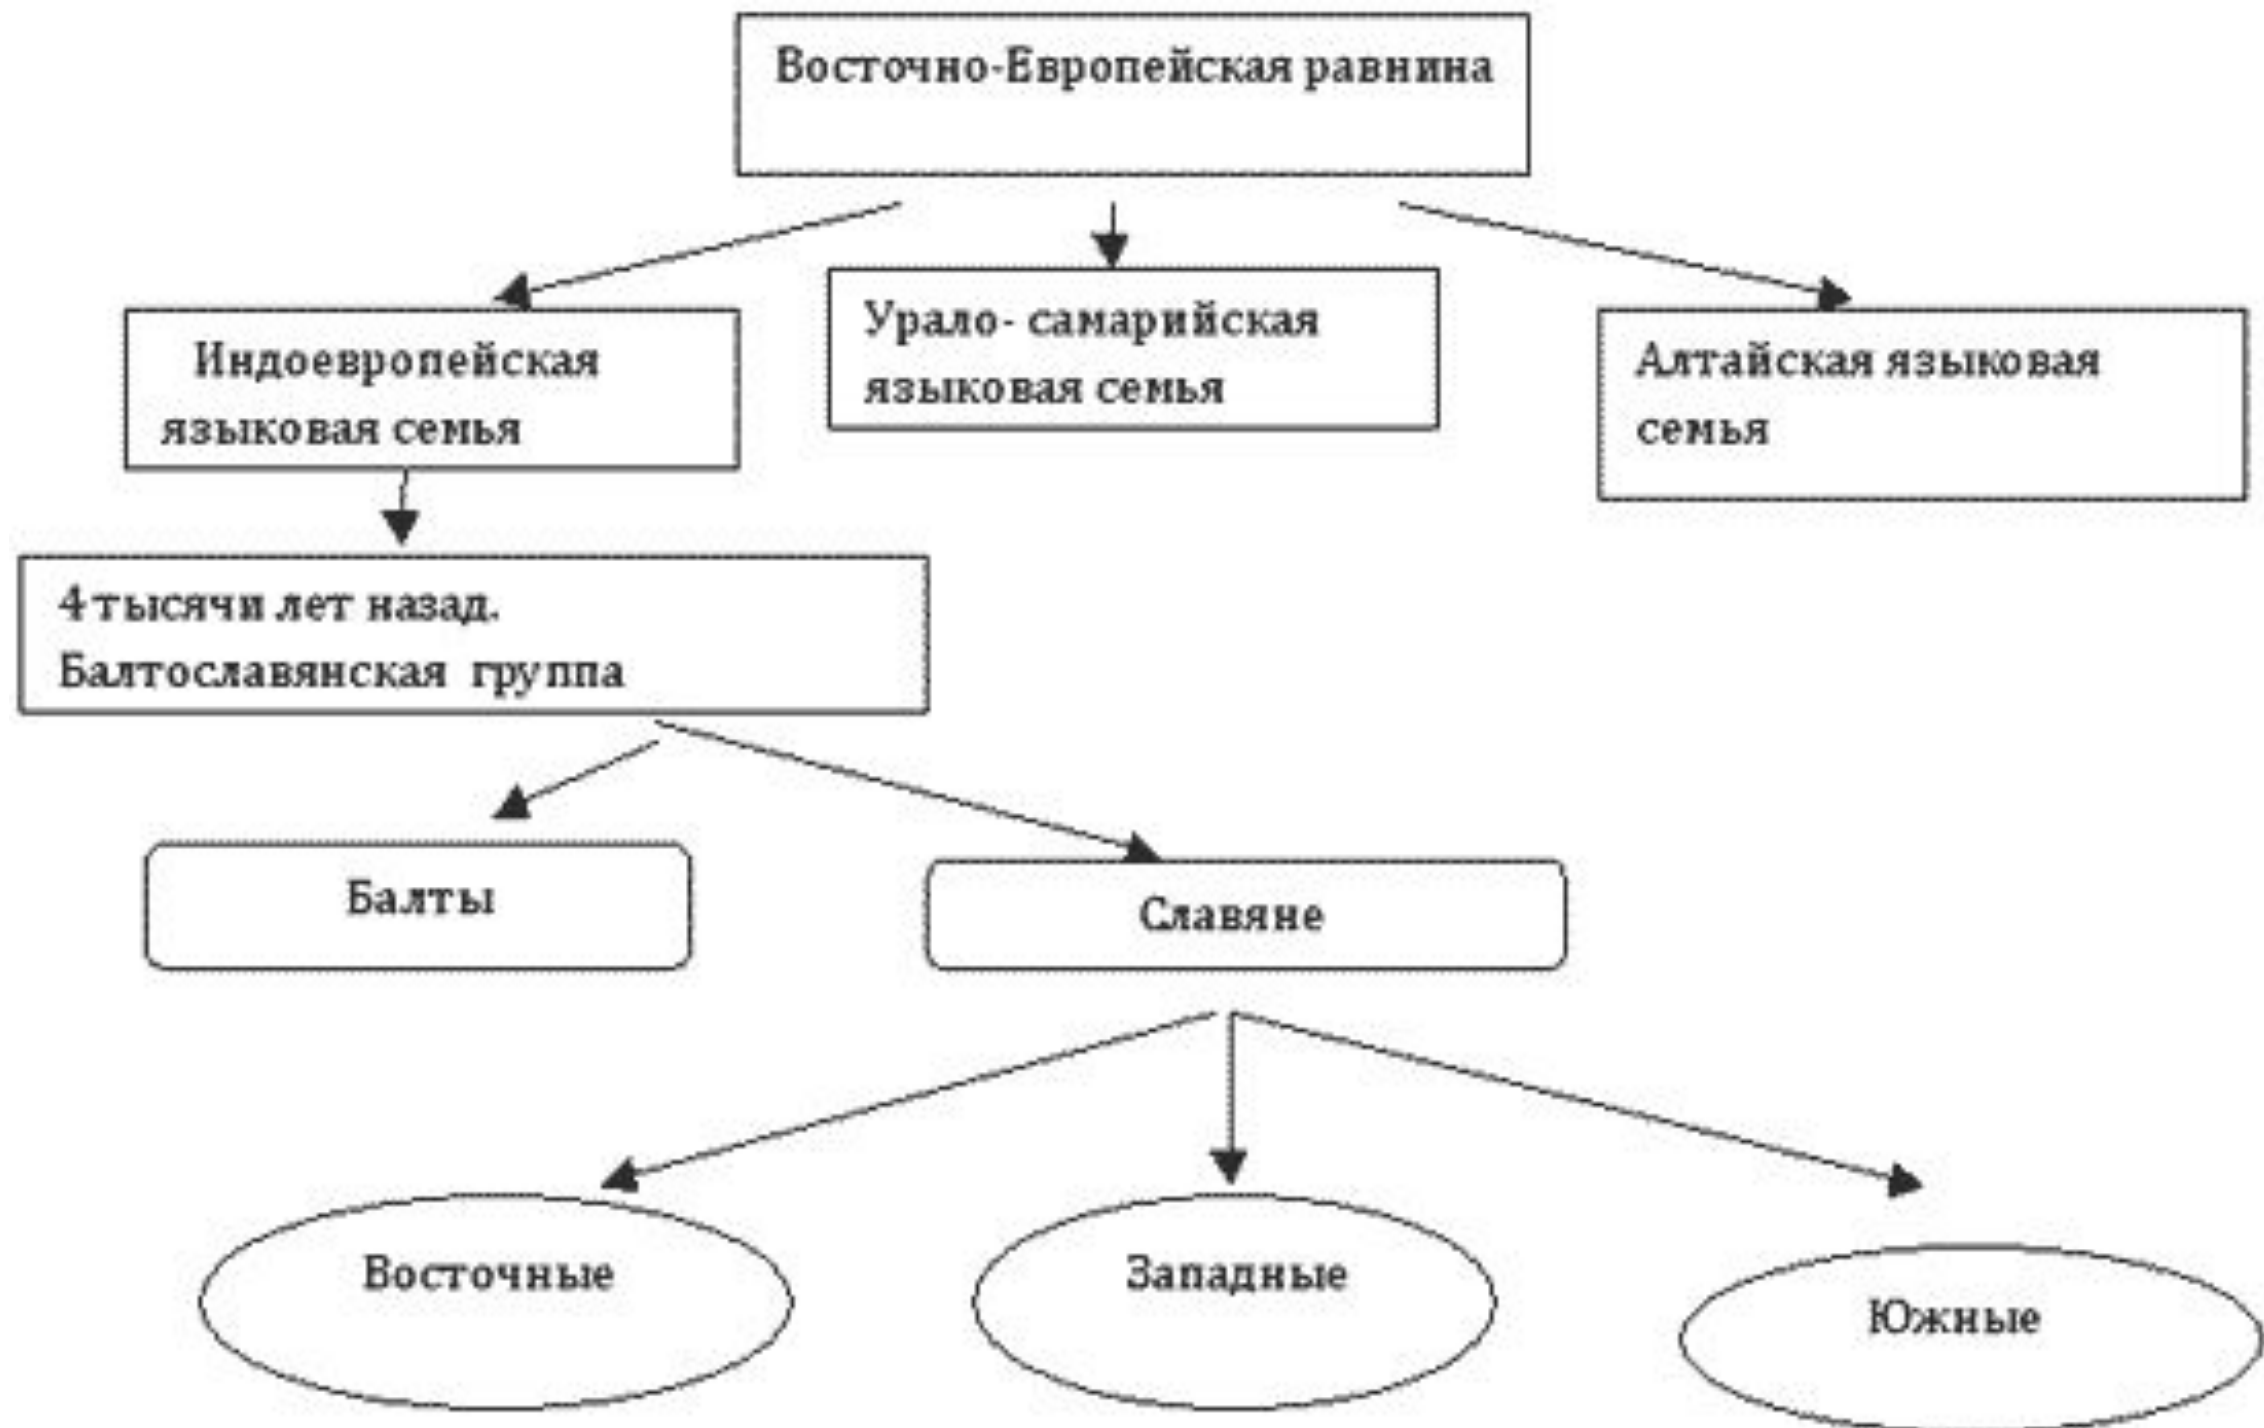 Восточно-Европейская равнина
Индоевропейская
языковая семья
Урало- самарийская
языковая семья
Алтайская языковая
семья
4 тысячи лет назад.
Балтославянская группа
Балты
Славяне
Восточные
Западные
Южные